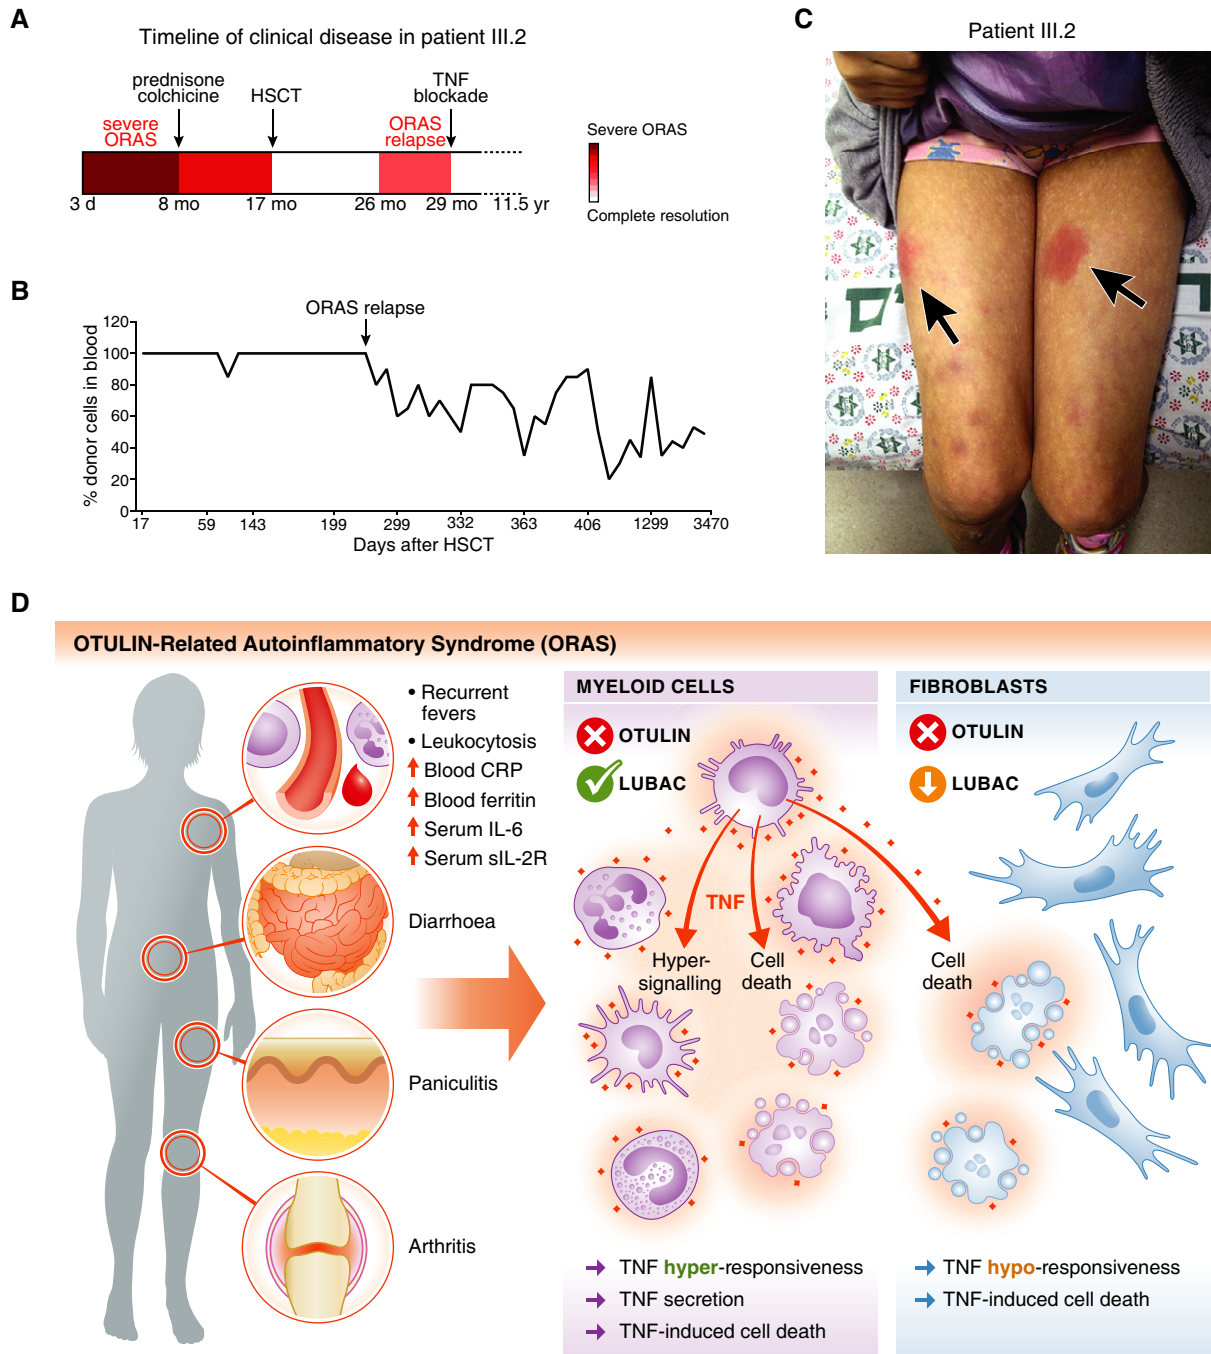 A
Timeline of clinical disease in patient III.2
prednisone
colchicine
HSCT
TNF
blockade
severe
ORAS
ORAS
relapse
3 d
8 mo
17 mo
26 mo
29 mo
11.5 yr
Severe ORAS
Complete resolution
B
ORAS relapse
% donor cells in blood
120
100
80
60
40
20
0
17
59
143
199
299
332
363
406
1299
3470
Days after HSCT
C
Patient III.2
D
OTULIN-Related Autoinflammatory Syndrome (ORAS)
• Recurrent
fevers
• Leukocytosis
Blood CRP
Blood ferritin
Serum IL-6
Serum sIL-2R
Diarrhoea
Paniculitis
Arthritis
MYELOID CELLS
OTULIN
LUBAC
TNF
Hyper-
signalling
Cell
death
TNF hyper-responsiveness
TNF secretion
TNF-induced cell death
FIBROBLASTS
OTULIN
LUBAC
Cell
death
TNF hypo-responsiveness
TNF-induced cell death